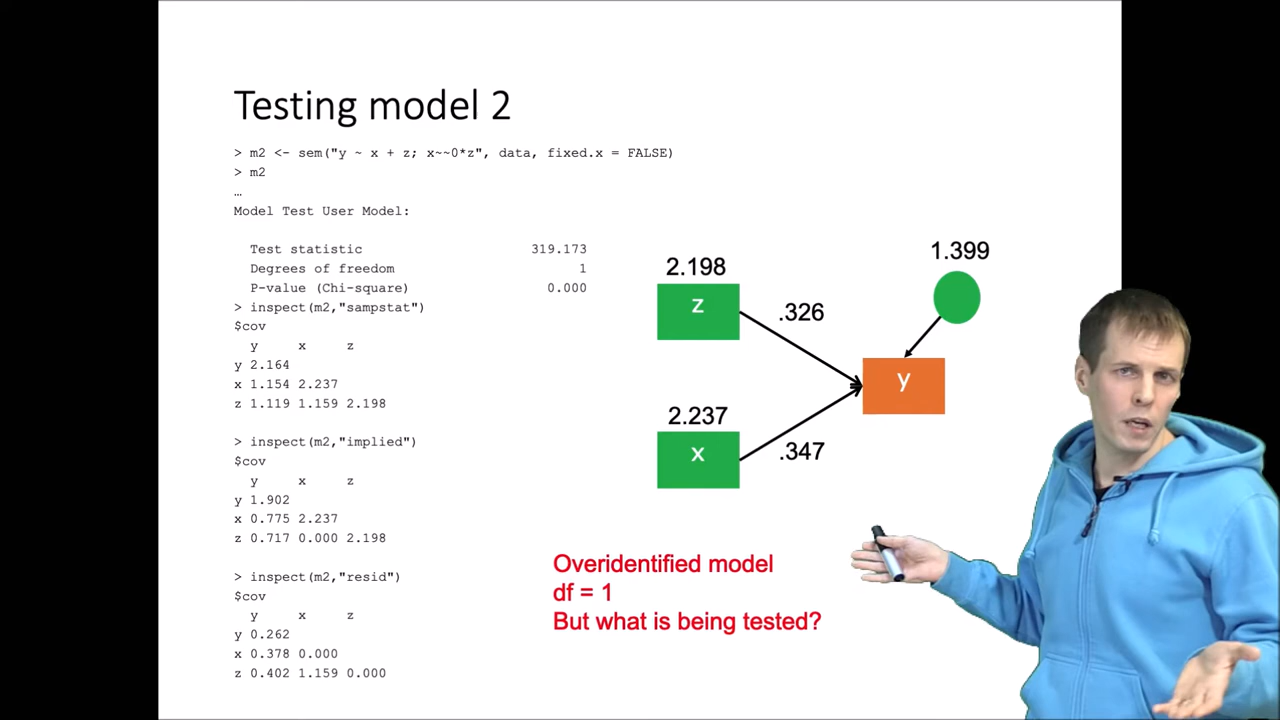 Testing model 2
> m2 <- sem("y ~ x + z; x~~0*z", data, fixed.x = FALSE)
> m2
…
Model Test User Model:
Test statistic 319.173
Degrees of freedom 1
P-value (Chi-square) 0.000
> inspect(m2,"sampstat")
$cov
y x z
y 2.164
x 1.154 2.237
z 1.119 1.159 2.198
> inspect(m2,"implied")
$cov
y x z
y 1.902
x 0.775 2.237
z 0.717 0.000 2.198
> inspect(m2,"resid")
$cov
y x z
y 0.262
x 0.378 0.000
z 0.402 1.159 0.000
2.198
z
.326
1.399
y
2.237
x
.347
Overidentified model
df = 1
But what is being tested?